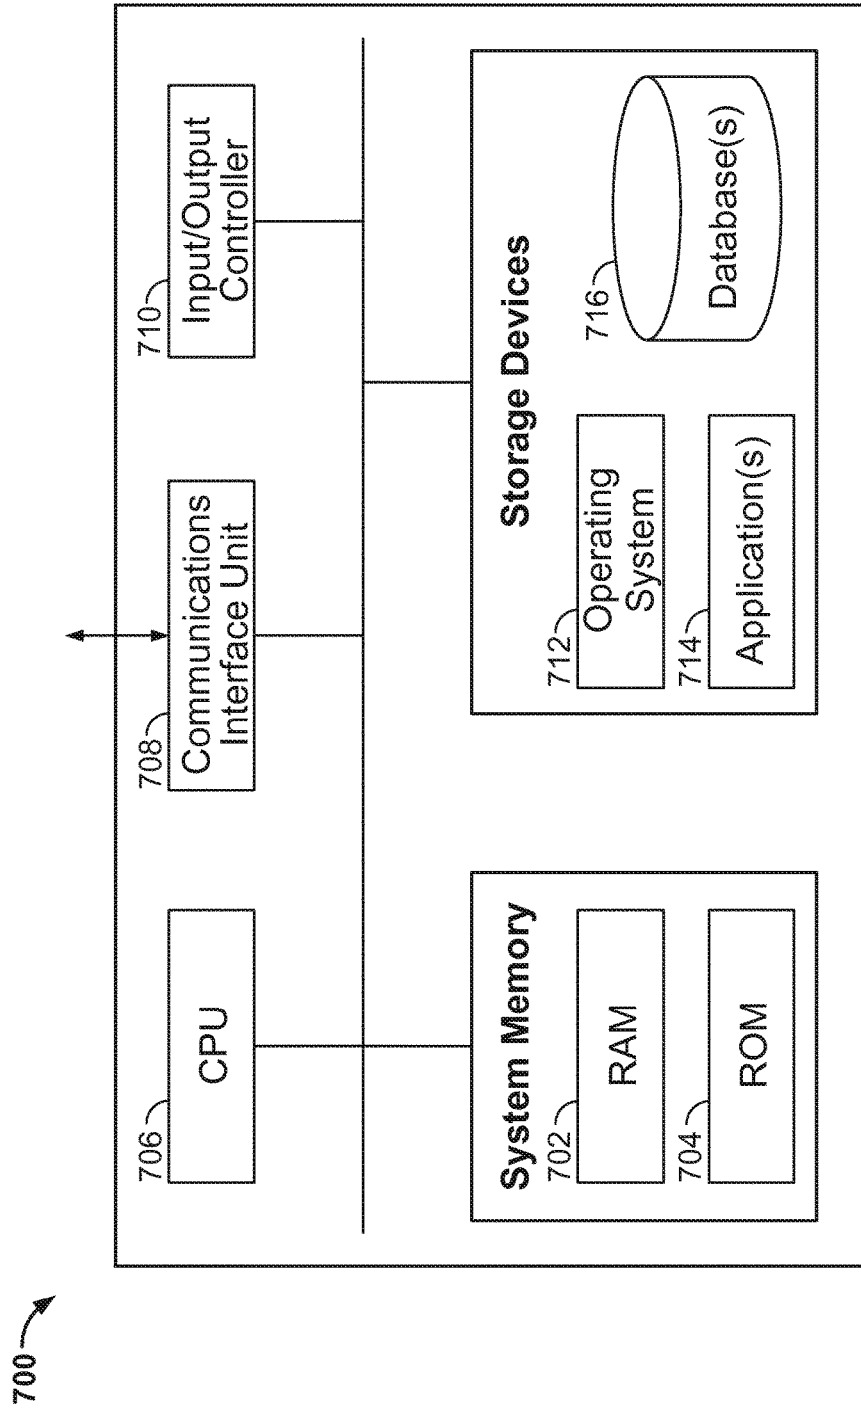 700
706
CPU
708
Communications
Interface Unit
710
Input/Output
Controller
System Memory
702
RAM
704
ROM
Storage Devices
712
Operating
System
714
Application(s)
716
Database(s)